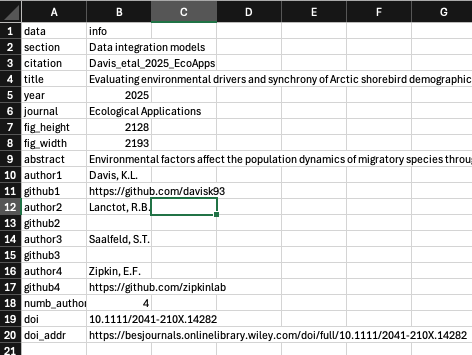 A B C D E F G
1 data info
2 section Data integration models
3 citation Davis_etal_2025_EcoApps
4 title Evaluating environmental drivers and synchrony of Arctic shorebird demographic
5 year 2025
6 journal Ecological Applications
7 fig_height 2128
8 fig_width 2193
9 abstract Environmental factors affect the population dynamics of migratory species throu
10 author1 Davis, K.L.
11 github1 https://github.com/davisk93
12 author2 Lanctot, R.B.
13 github2
14 author3 Saalfeld, S.T.
15 github3
16 author4 Zipkin, E.F.
17 github4 https://github.com/zipkinlab
18 numb_author 4
19 doi 10.1111/2041-210X.14282
20 doi_addr https://besjournals.onlinelibrary.wiley.com/doi/full/10.1111/2041-210X.14282
21